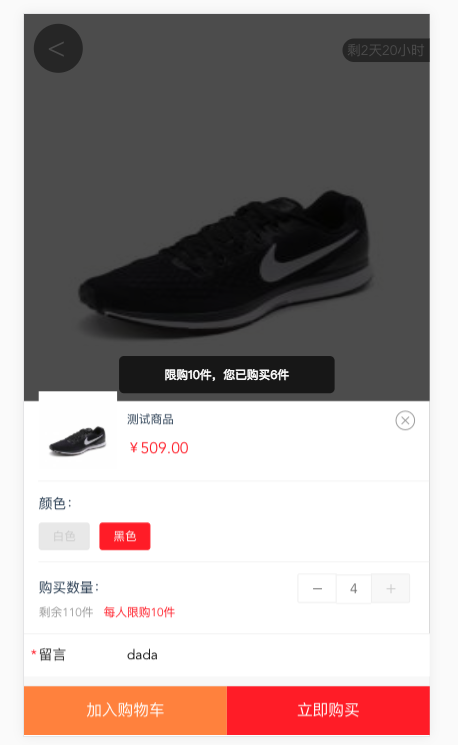 <
剩2天20小时
限购10件，您已购买6件
测试商品
￥509.00
颜色：
白色 黑色
购买数量：
− 4 +
剩余110件 每人限购10件
*留言 dada
加入购物车 立即购买